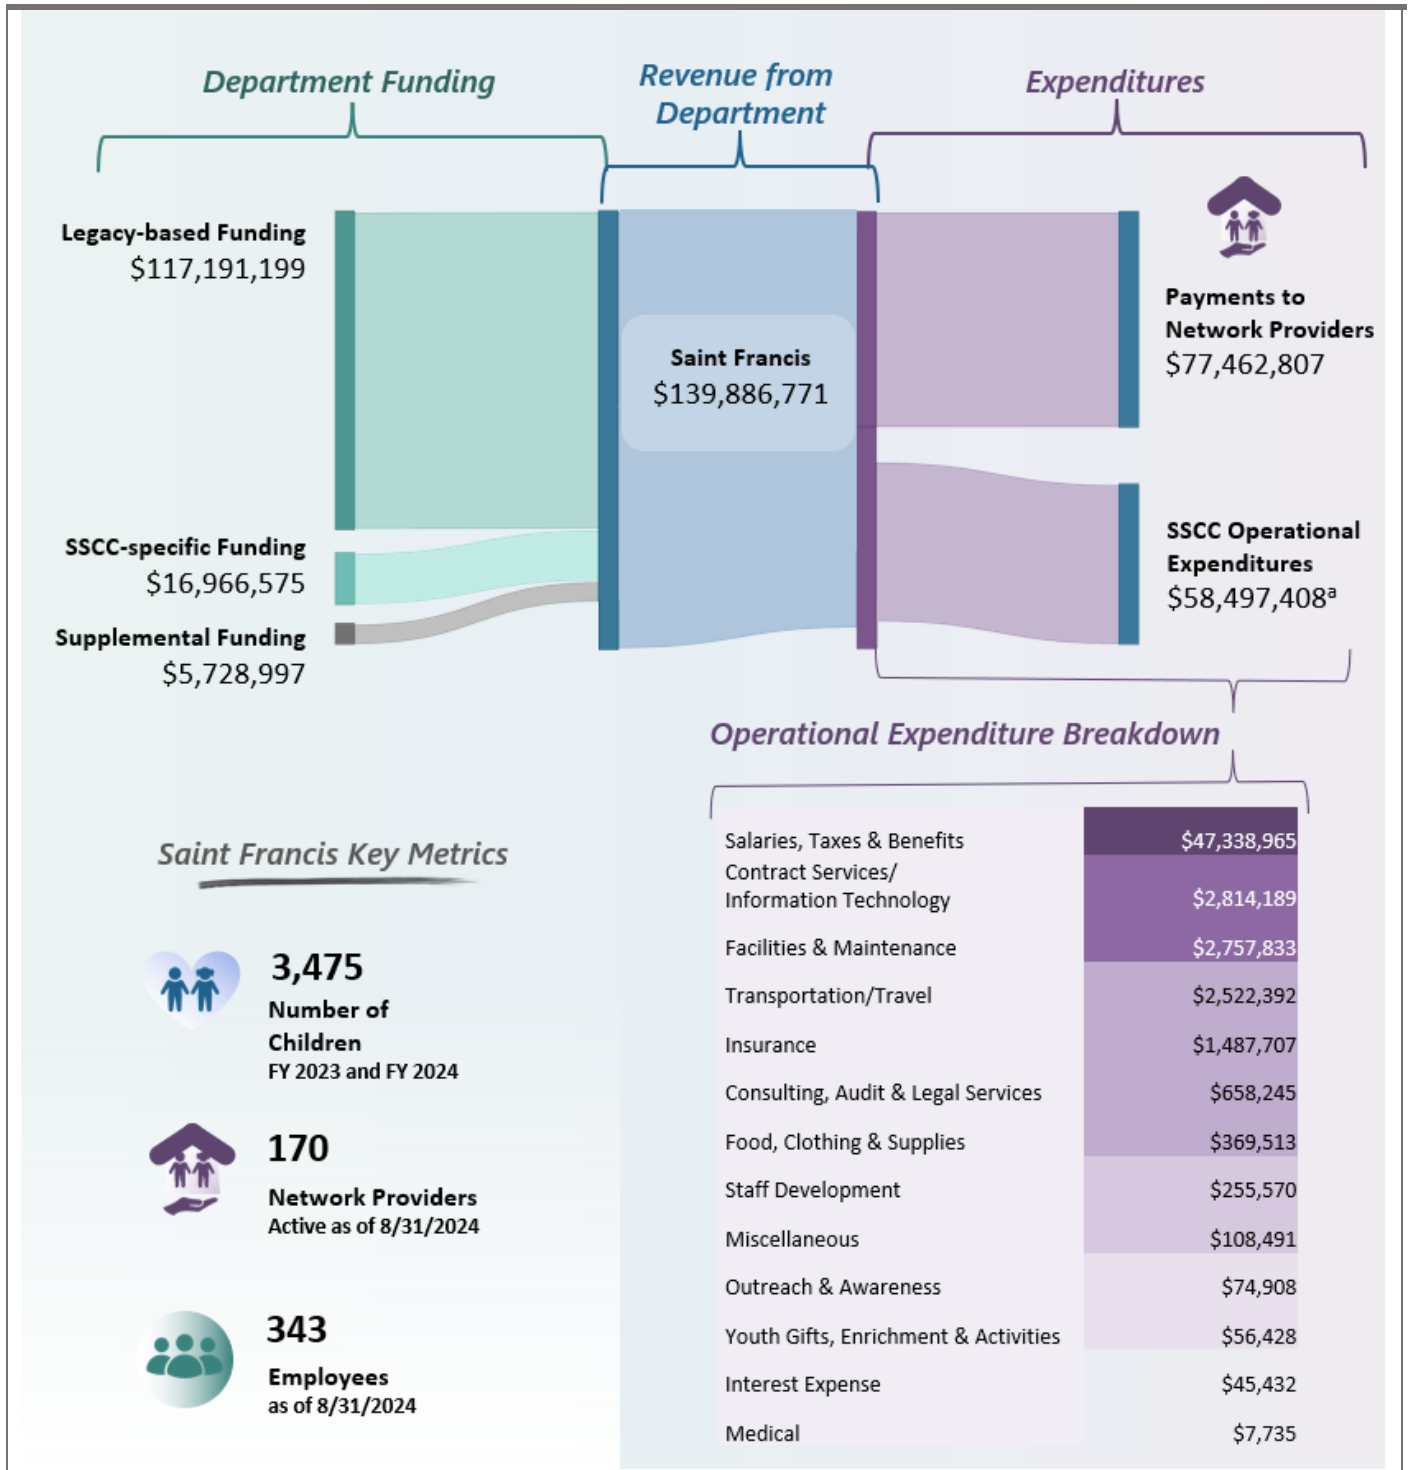 Department Funding
Revenue from
Department
Expenditures
Legacy-based Funding
$117,191,199
SSCC-specific Funding
$16,966,575
Supplemental Funding
$5,728,997
Saint Francis
$139,886,771
Payments to
Network Providers
$77,462,807
SSCC Operational
Expenditures
$58,497,408ª
Operational Expenditure Breakdown
Salaries, Taxes & Benefits $47,338,965
Contract Services/
Information Technology $2,814,189
Facilities & Maintenance $2,757,833
Transportation/Travel $2,522,392
Insurance $1,487,707
Consulting, Audit & Legal Services $658,245
Food, Clothing & Supplies $369,513
Staff Development $255,570
Miscellaneous $108,491
Outreach & Awareness $74,908
Youth Gifts, Enrichment & Activities $56,428
Interest Expense $45,432
Medical $7,735
Saint Francis Key Metrics
3,475
Number of
Children
FY 2023 and FY 2024
170
Network Providers
Active as of 8/31/2024
343
Employees
as of 8/31/2024